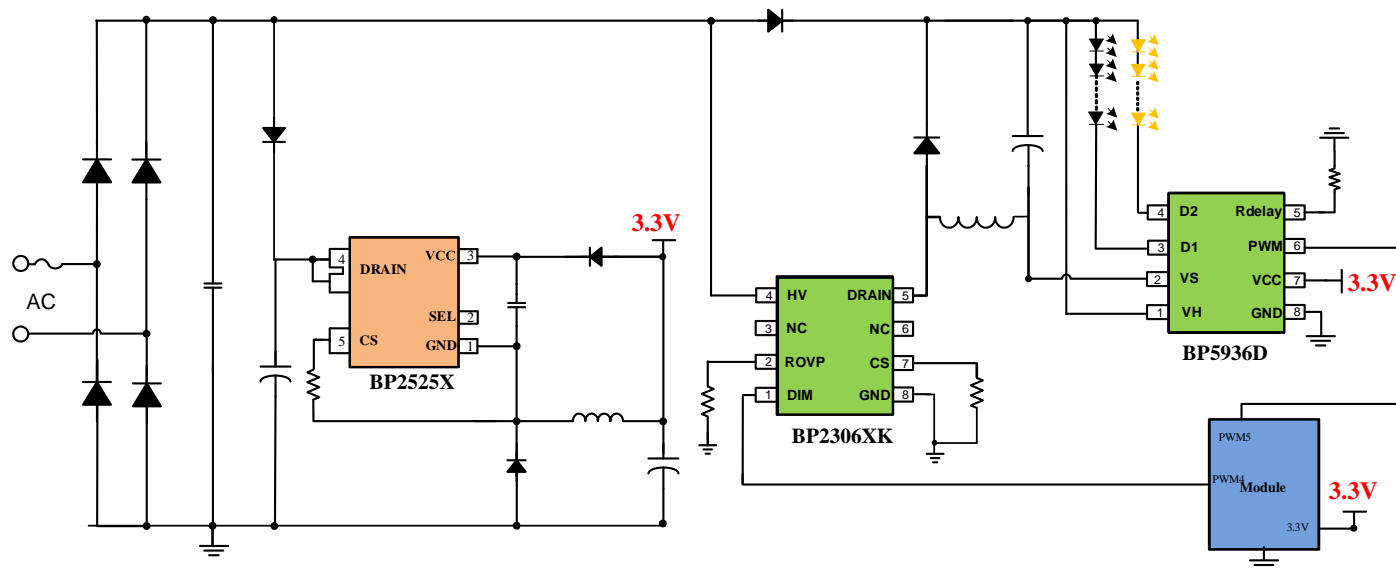 AC
3.3V
4
DRAIN
VCC
3
SEL
2
5
CS
GND
1
BP2525X
4
HV
DRAIN
5
3
NC
NC
6
2
ROVP
CS
7
1
DIM
GND
8
BP2306XK
4
D2
Rdelay
5
3
D1
PWM
6
2
VS
VCC
7
3.3V
1
VH
GND
8
BP5936D
PWM5
PWM4
Module
3.3V
3.3V